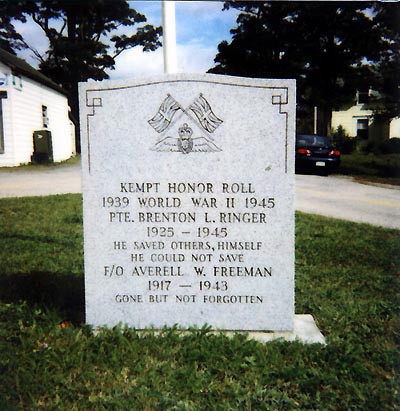 KEMPT HONOR ROLL
1939 WORLD WAR II 1945
PTE. BRENTON L. RINGER
1925 – 1945
HE SAVED OTHERS, HIMSELF
HE COULD NOT SAVE
F/O AVERELL W. FREEMAN
1917 — 1943
GONE BUT NOT FORGOTTEN